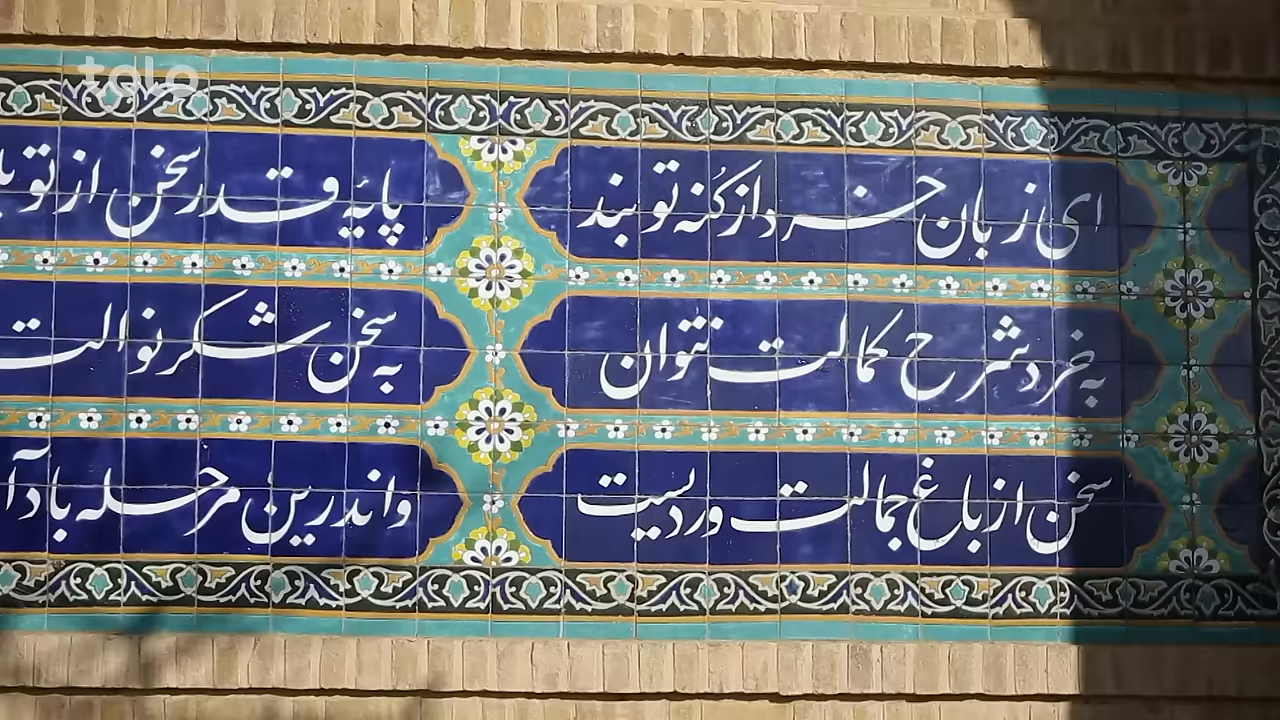 tolo
ای ز زبان خرد از کنه تو بند
پایهٔ قدر سخن از تو
به خرد شرح کمالت نتوان
به سخن شکر نوالت
سخن از باغ جمالت وردیست
واندرین مرحله باد